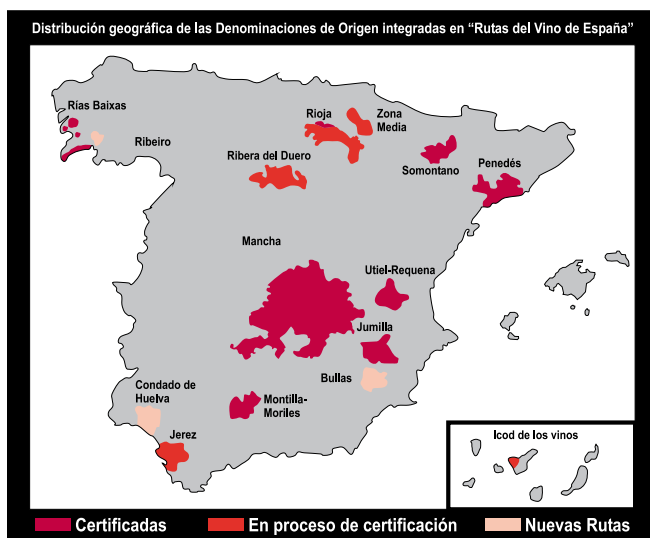 Distribución geográfica de las Denominaciones de Origen integradas en “Rutas del Vino de España”
Rías Baixas
Ribeiro
Rioja
Zona
Media
Ribera del Duero
Somontano
Penedés
Mancha
Utiel-Requena
Jumilla
Bullas
Condado de
Huelva
Montilla-
Moriles
Jerez
Icod de los vinos
Certificadas
En proceso de certificación
Nuevas Rutas